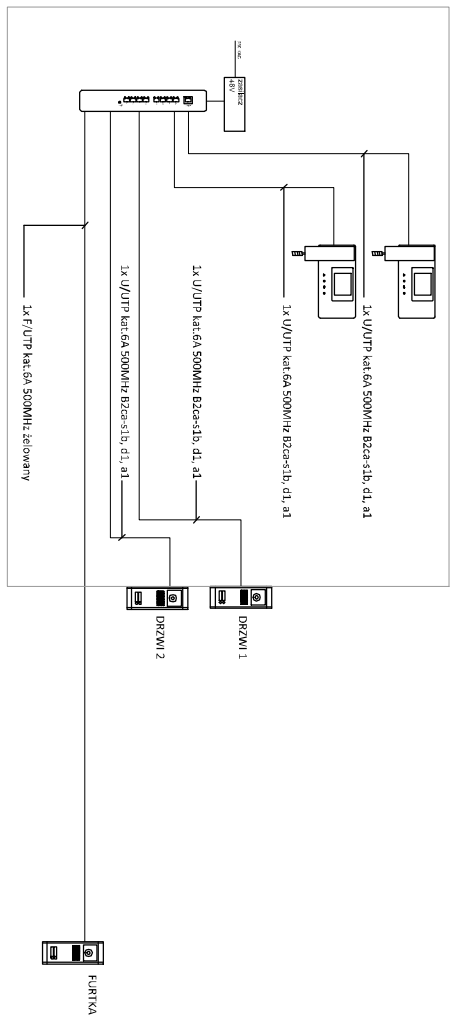 ZASILACZ
48V
1x U/UTP kat.6A 500MHz B2ca-s1b, d1, a1
1x U/UTP kat.6A 500MHz B2ca-s1b, d1, a1
1x U/UTP kat.6A 500MHz B2ca-s1b, d1, a1
1x U/UTP kat.6A 500MHz B2ca-s1b, d1, a1
1x F/UTP kat.6A 500MHz żelowany
DRZWI 1
DRZWI 2
FURTKA